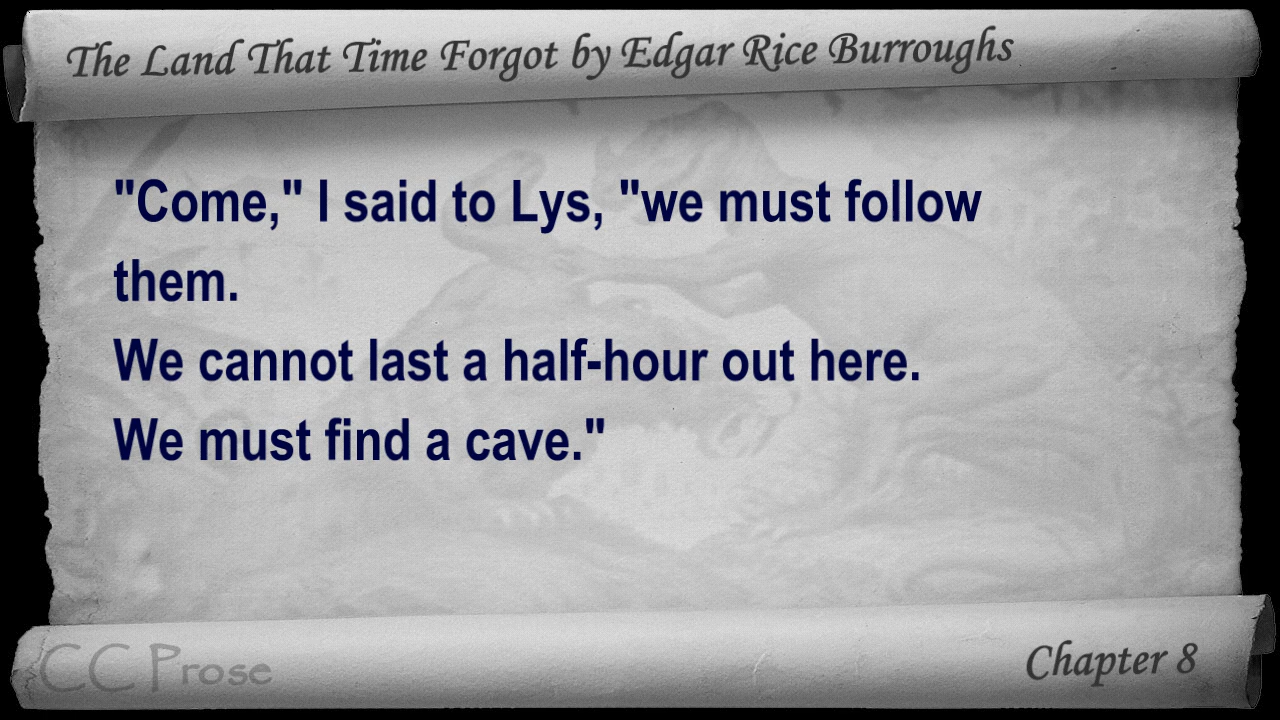 The Land That Time Forgot by Edgar Rice Burroughs
"Come," I said to Lys, "we must follow
them.
We cannot last a half-hour out here.
We must find a cave."
CC Prose
Chapter 8